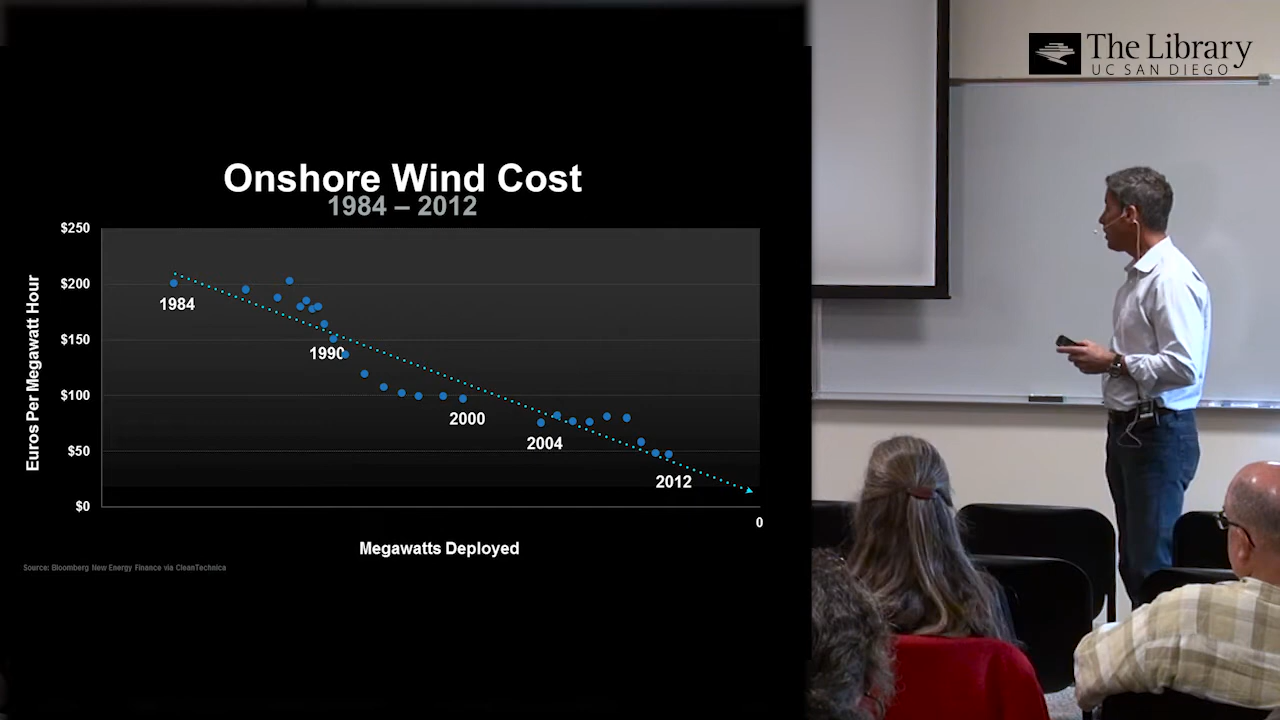 The Library
UC SAN DIEGO
Onshore Wind Cost
1984 – 2012
$250
$200
$150
$100
$50
$0
Euros Per Megawatt Hour
1984
1990
2000
2004
2012
0
Megawatts Deployed
Source: Bloomberg New Energy Finance via CleanTechnica